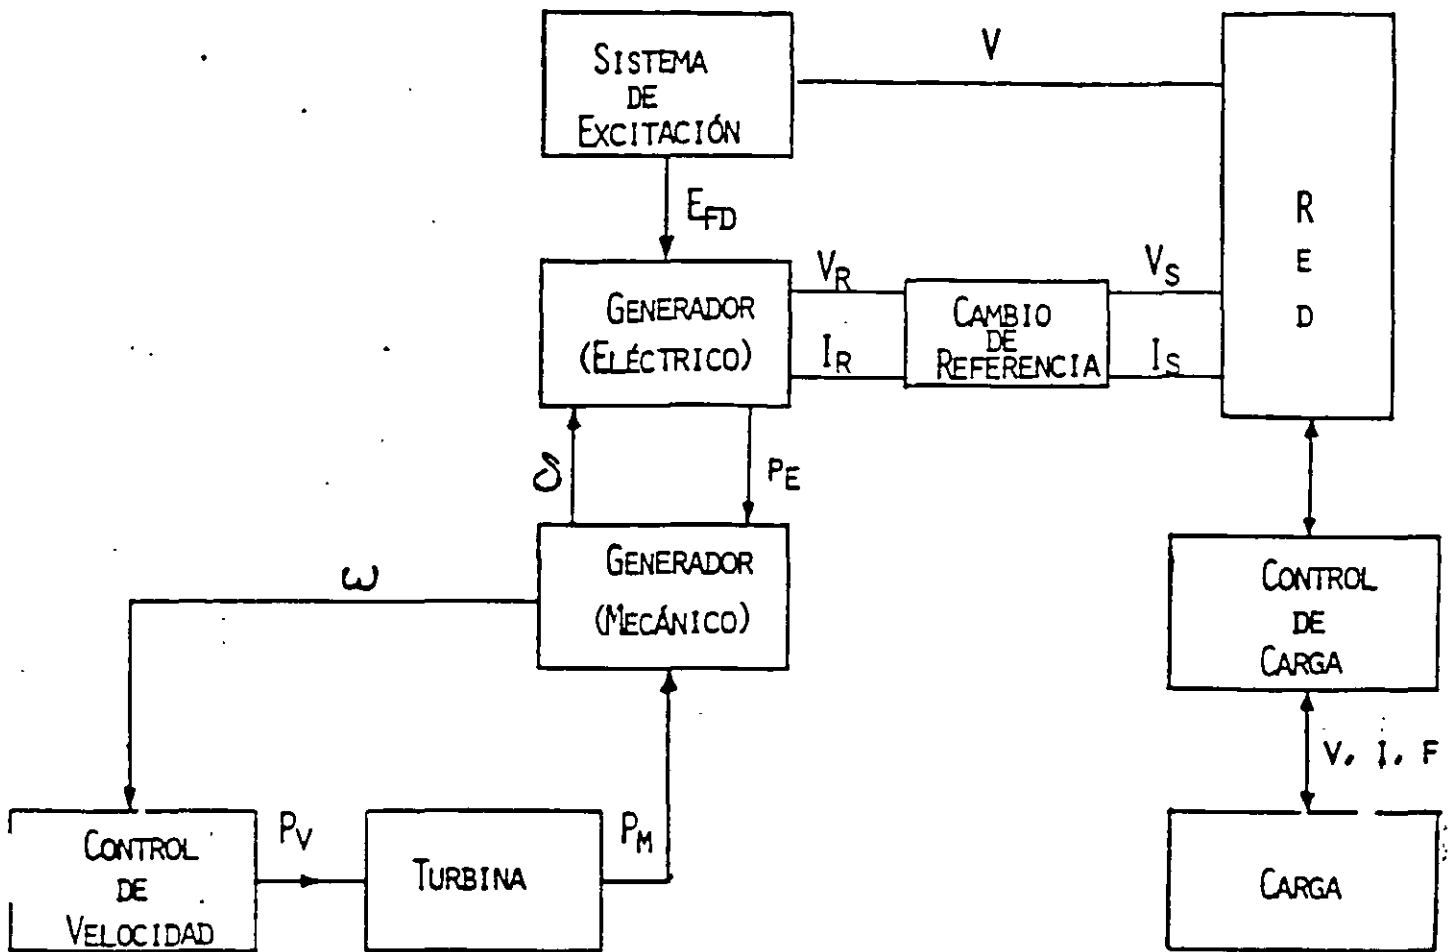 SISTEMA
DE
EXCITACIÓN
V
R
E
D
E_FD
GENERADOR
(ELÉCTRICO)
V_R
I_R
CAMBIO
DE
REFERENCIA
V_S
I_S
δ
P_E
GENERADOR
(MECÁNICO)
ω
CONTROL
DE
CARGA
V, I, F
CONTROL
DE
VELOCIDAD
P_V
TURBINA
P_M
CARGA